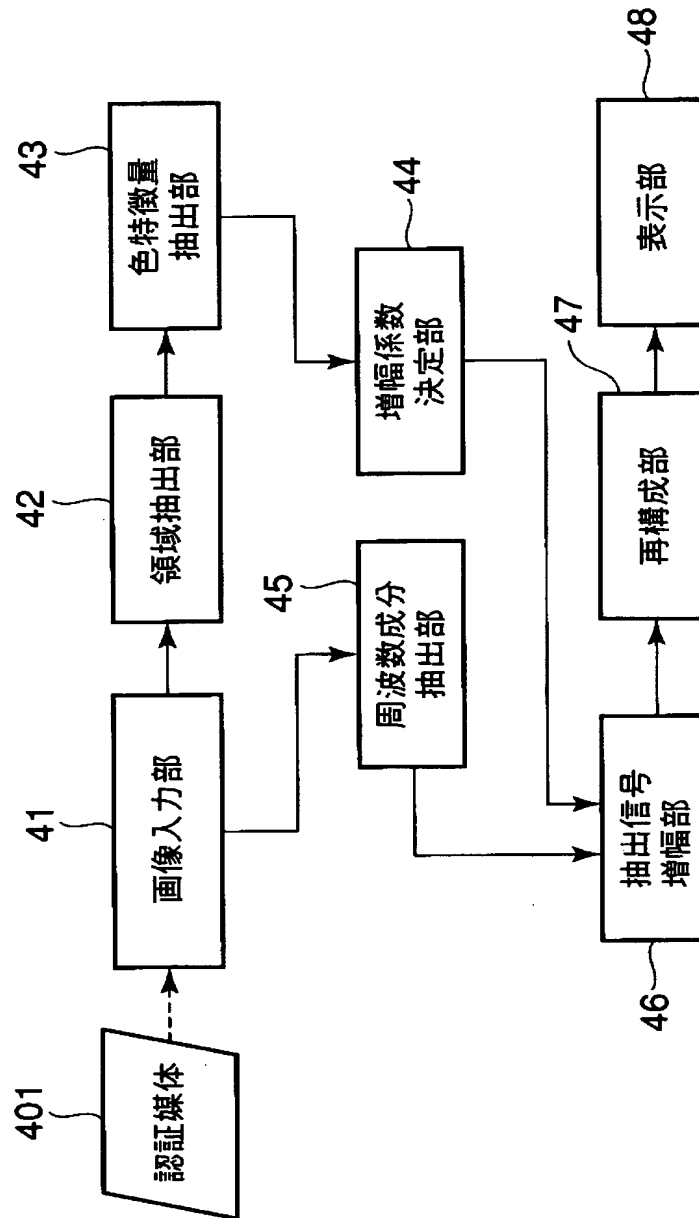 401
認証媒体
41
画像入力部
42
領域抽出部
43
色特徴量
抽出部
44
増幅係数
決定部
45
周波数成分
抽出部
46
抽出信号
増幅部
47
再構成部
48
表示部